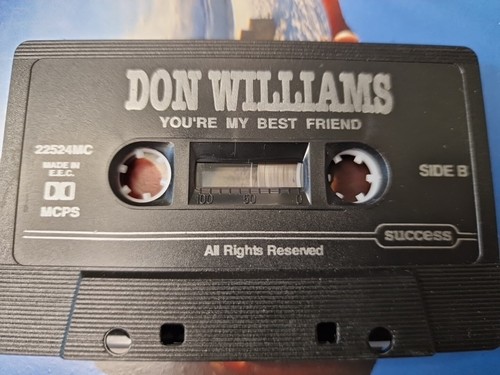 DON WILLIAMS
YOU'RE MY BEST FRIEND
22524MC
MADE IN
E.E.C.
MCPS
SIDE B
100 50 0
success
All Rights Reserved